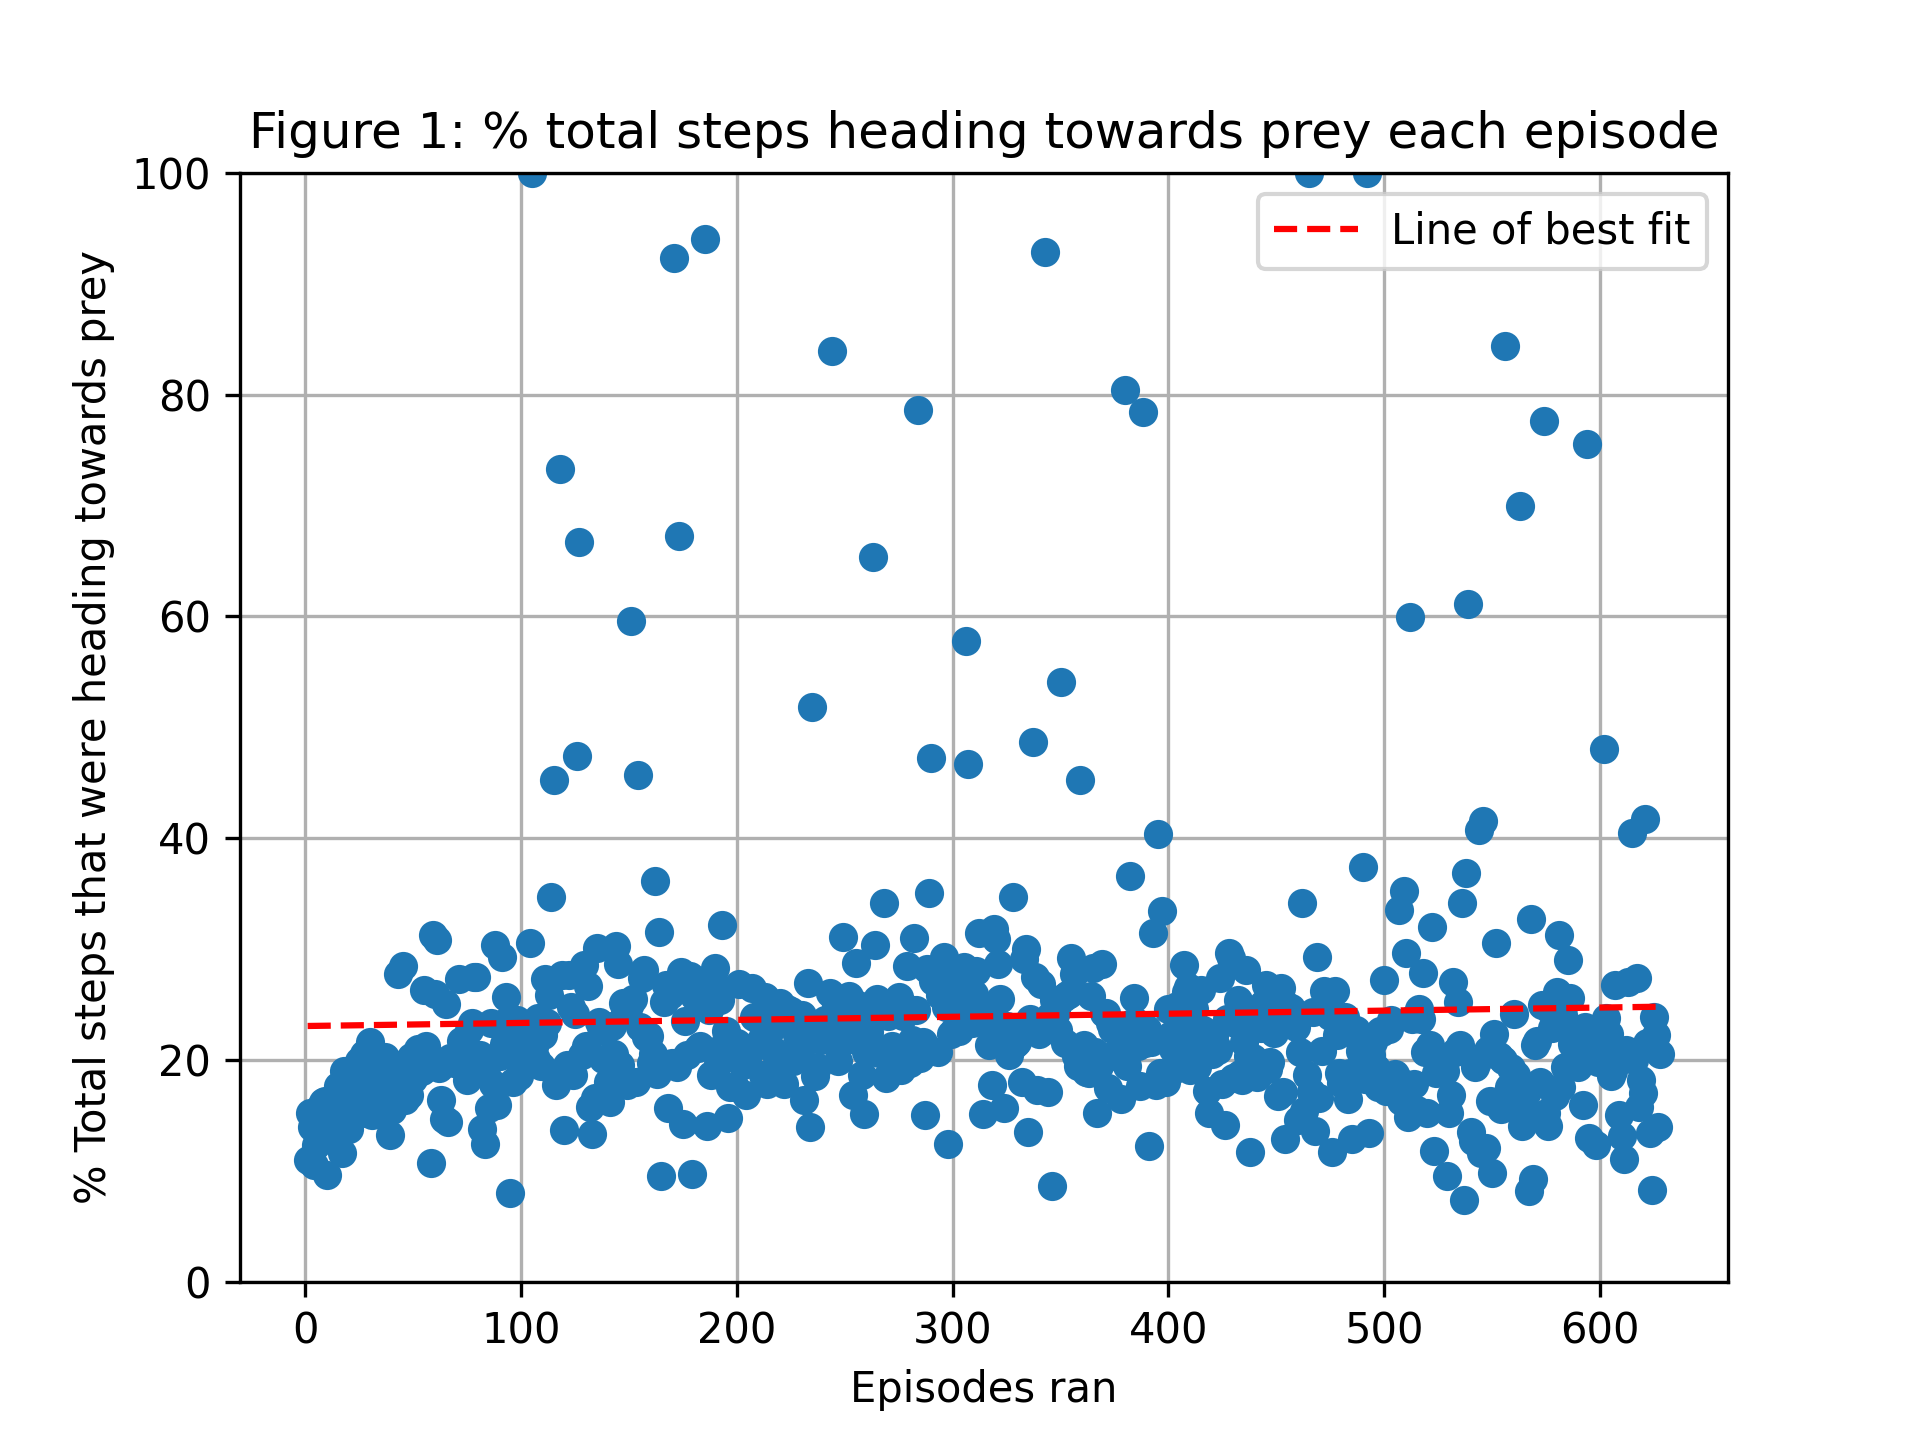 Figure 1: % total steps heading towards prey each episode
% Total steps that were heading towards prey
100
80
60
40
20
0
Line of best fit
0 100 200 300 400 500 600
Episodes ran